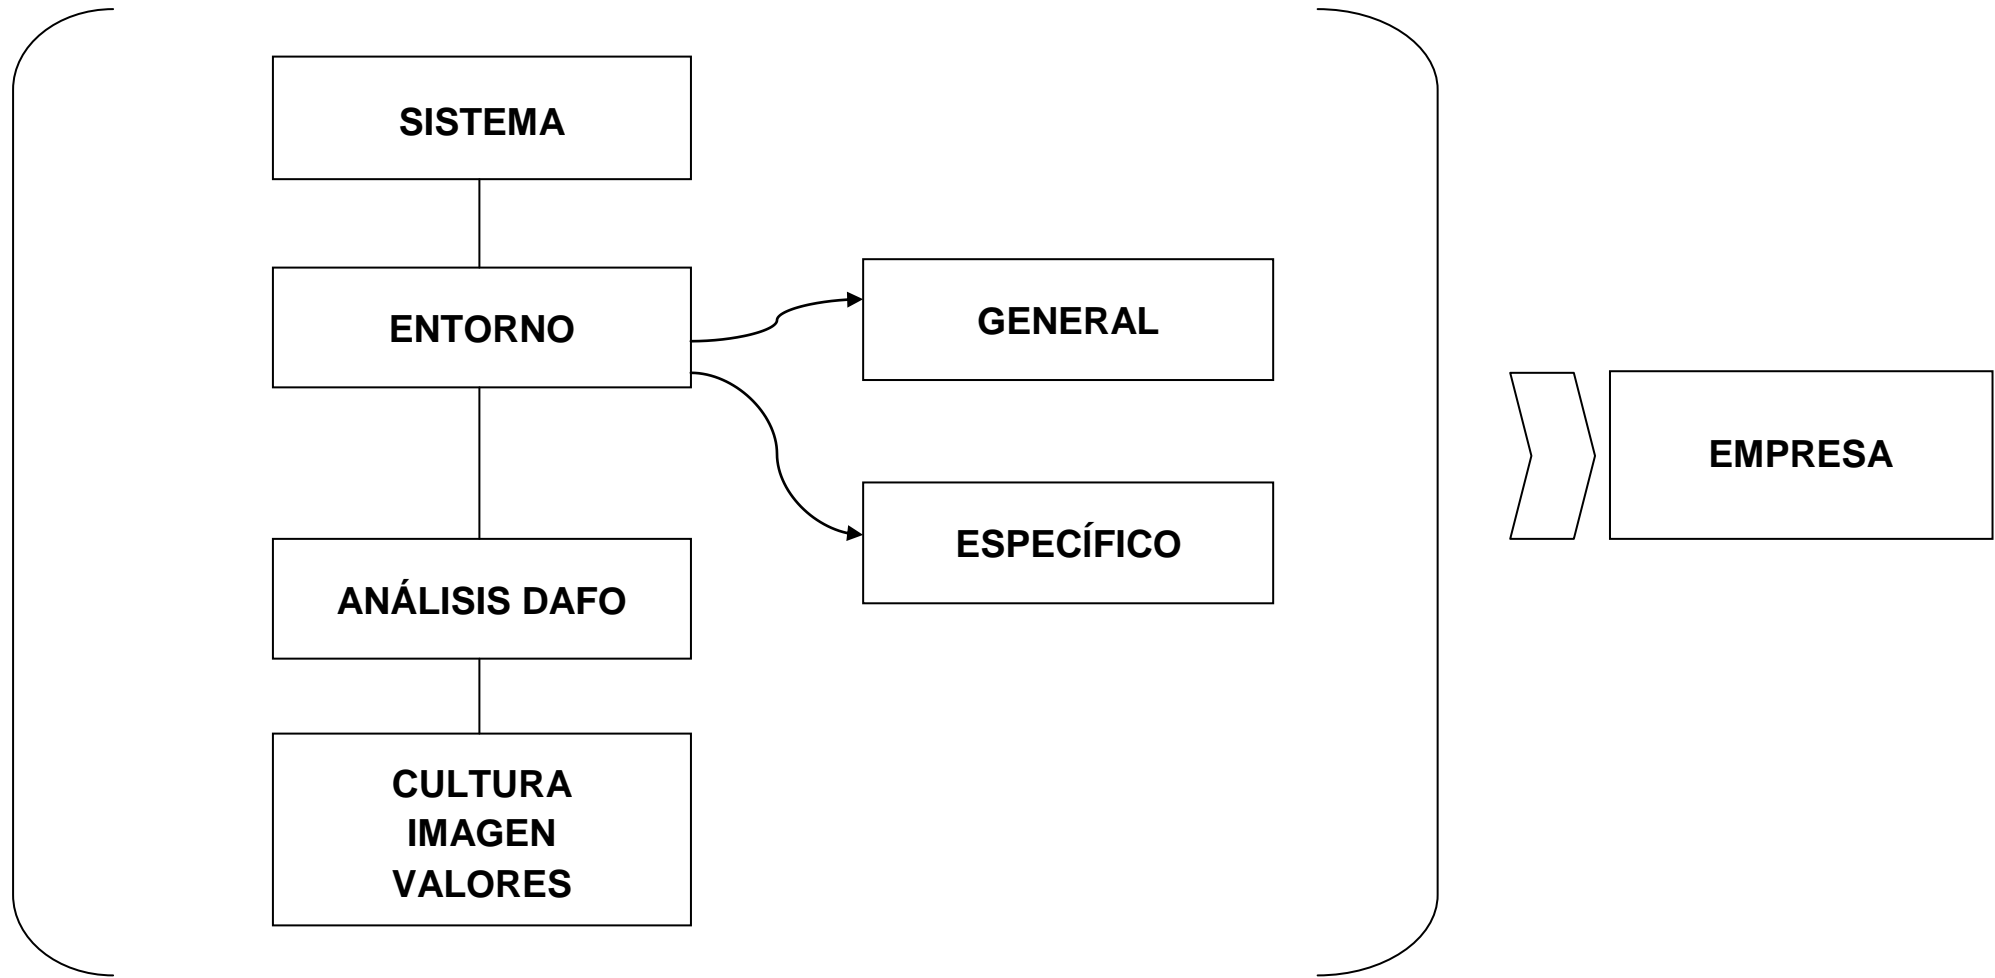 SISTEMA
ENTORNO
GENERAL
ESPECÍFICO
EMPRESA
ANÁLISIS DAFO
CULTURA
IMAGEN
VALORES